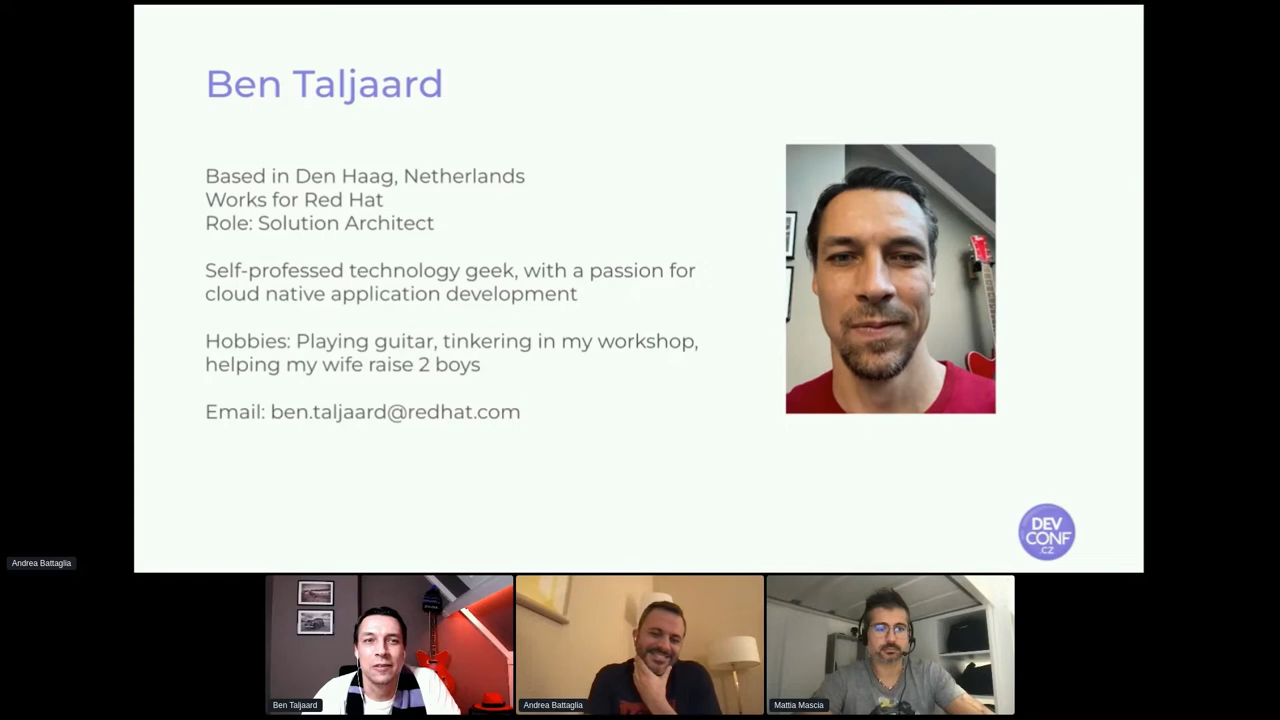 Ben Taljaard
Based in Den Haag, Netherlands
Works for Red Hat
Role: Solution Architect
Self-professed technology geek, with a passion for
cloud native application development
Hobbies: Playing guitar, tinkering in my workshop,
helping my wife raise 2 boys
Email: ben.taljaard@redhat.com
DEV
CONF
.CZ
Andrea Battaglia
Ben Taljaard
Andrea Battaglia
Mattia Mascia